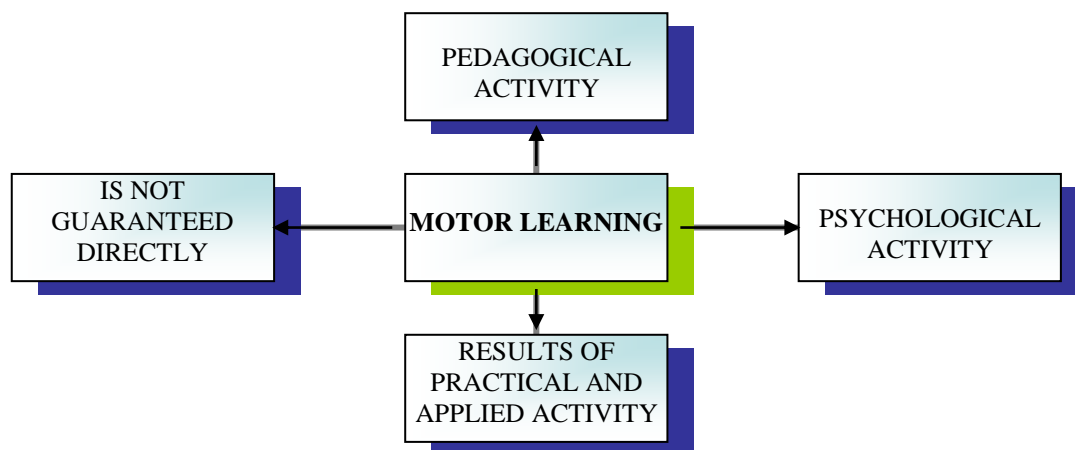 PEDAGOGICAL
ACTIVITY
IS NOT
GUARANTEED
DIRECTLY
MOTOR LEARNING
PSYCHOLOGICAL
ACTIVITY
RESULTS OF
PRACTICAL AND
APPLIED ACTIVITY